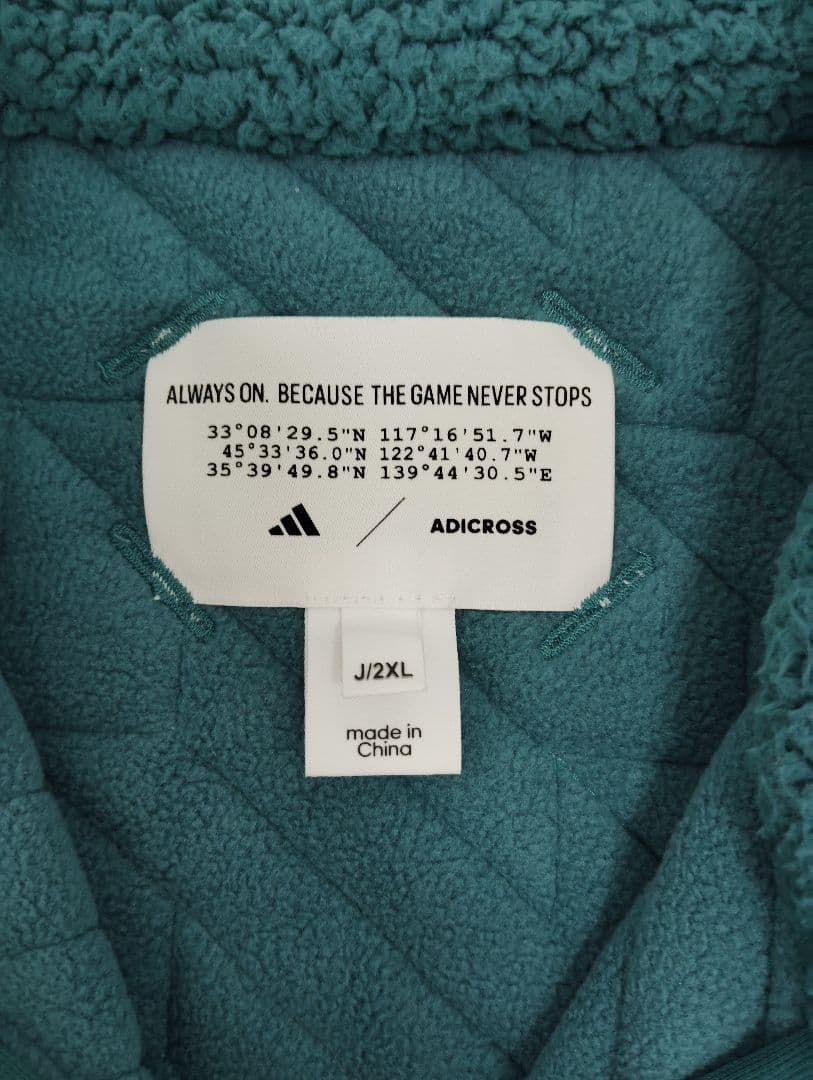 ALWAYS ON. BECAUSE THE GAME NEVER STOPS
33°08'29.5"N 117°16'51.7"W
45°33'36.0"N 122°41'40.7"W
35°39'49.8"N 139°44'30.5"E
ADICROSS
J/2XL
made in
China